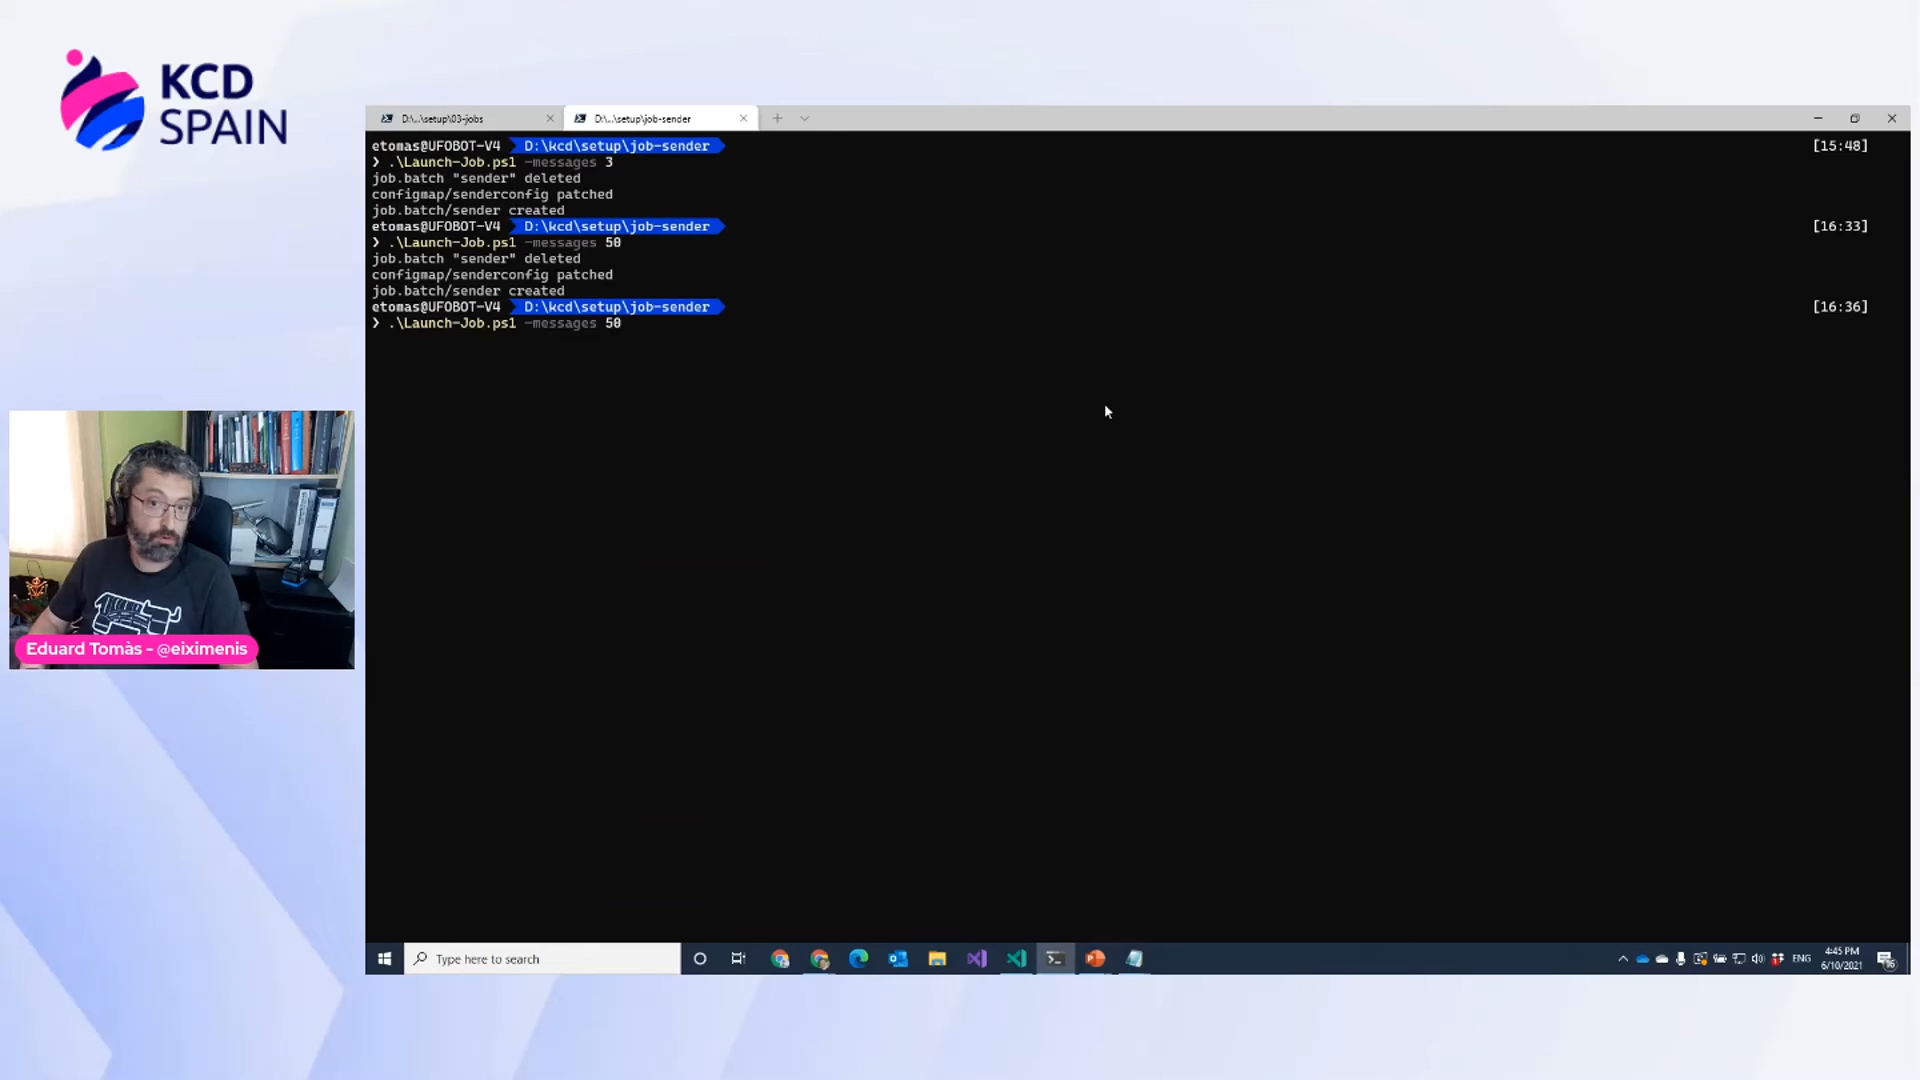 KCD
SPAIN
D:\...\setup\03-jobs
D:\...\setup\job-sender
etomas@UFOBOT-V4 D:\kcd\setup\job-sender [15:48]
❯ .\Launch-Job.ps1 -messages 3
job.batch "sender" deleted
configmap/senderconfig patched
job.batch/sender created
etomas@UFOBOT-V4 D:\kcd\setup\job-sender [16:33]
❯ .\Launch-Job.ps1 -messages 50
job.batch "sender" deleted
configmap/senderconfig patched
job.batch/sender created
etomas@UFOBOT-V4 D:\kcd\setup\job-sender [16:36]
❯ .\Launch-Job.ps1 -messages 50
Eduard Tomàs - @eiximenis
Type here to search
ENG
4:45 PM
6/10/2021